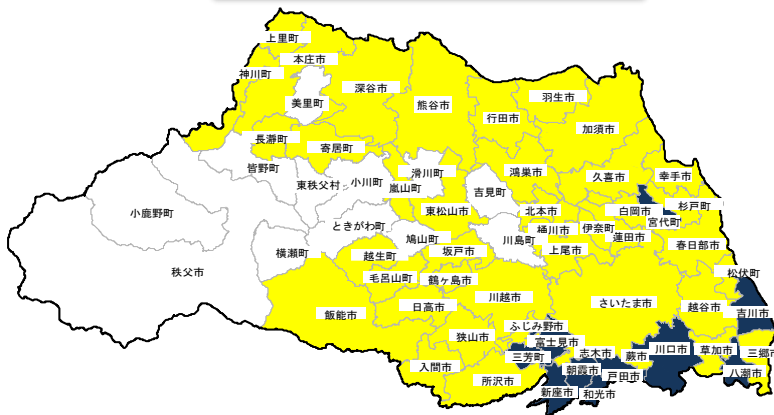 上里町
本庄市
神川町
深谷市
美里町
熊谷市
羽生市
行田市
加須市
長瀞町
寄居町
皆野町
東秩父村
小川町
滑川町
嵐山町
吉見町
鴻巣市
久喜市
幸手市
小鹿野町
東松山市
北本市
白岡市
杉戸町
宮代町
ときがわ町
鳩山町
川島町
桶川市
伊奈町
蓮田市
春日部市
横瀬町
越生町
坂戸市
上尾市
秩父市
毛呂山町
鶴ヶ島市
松伏町
飯能市
日高市
川越市
さいたま市
越谷市
吉川市
ふじみ野市
狭山市
富士見市
三芳町
志木市
蕨市
川口市
草加市
三郷市
入間市
所沢市
朝霞市
戸田市
八潮市
新座市
和光市